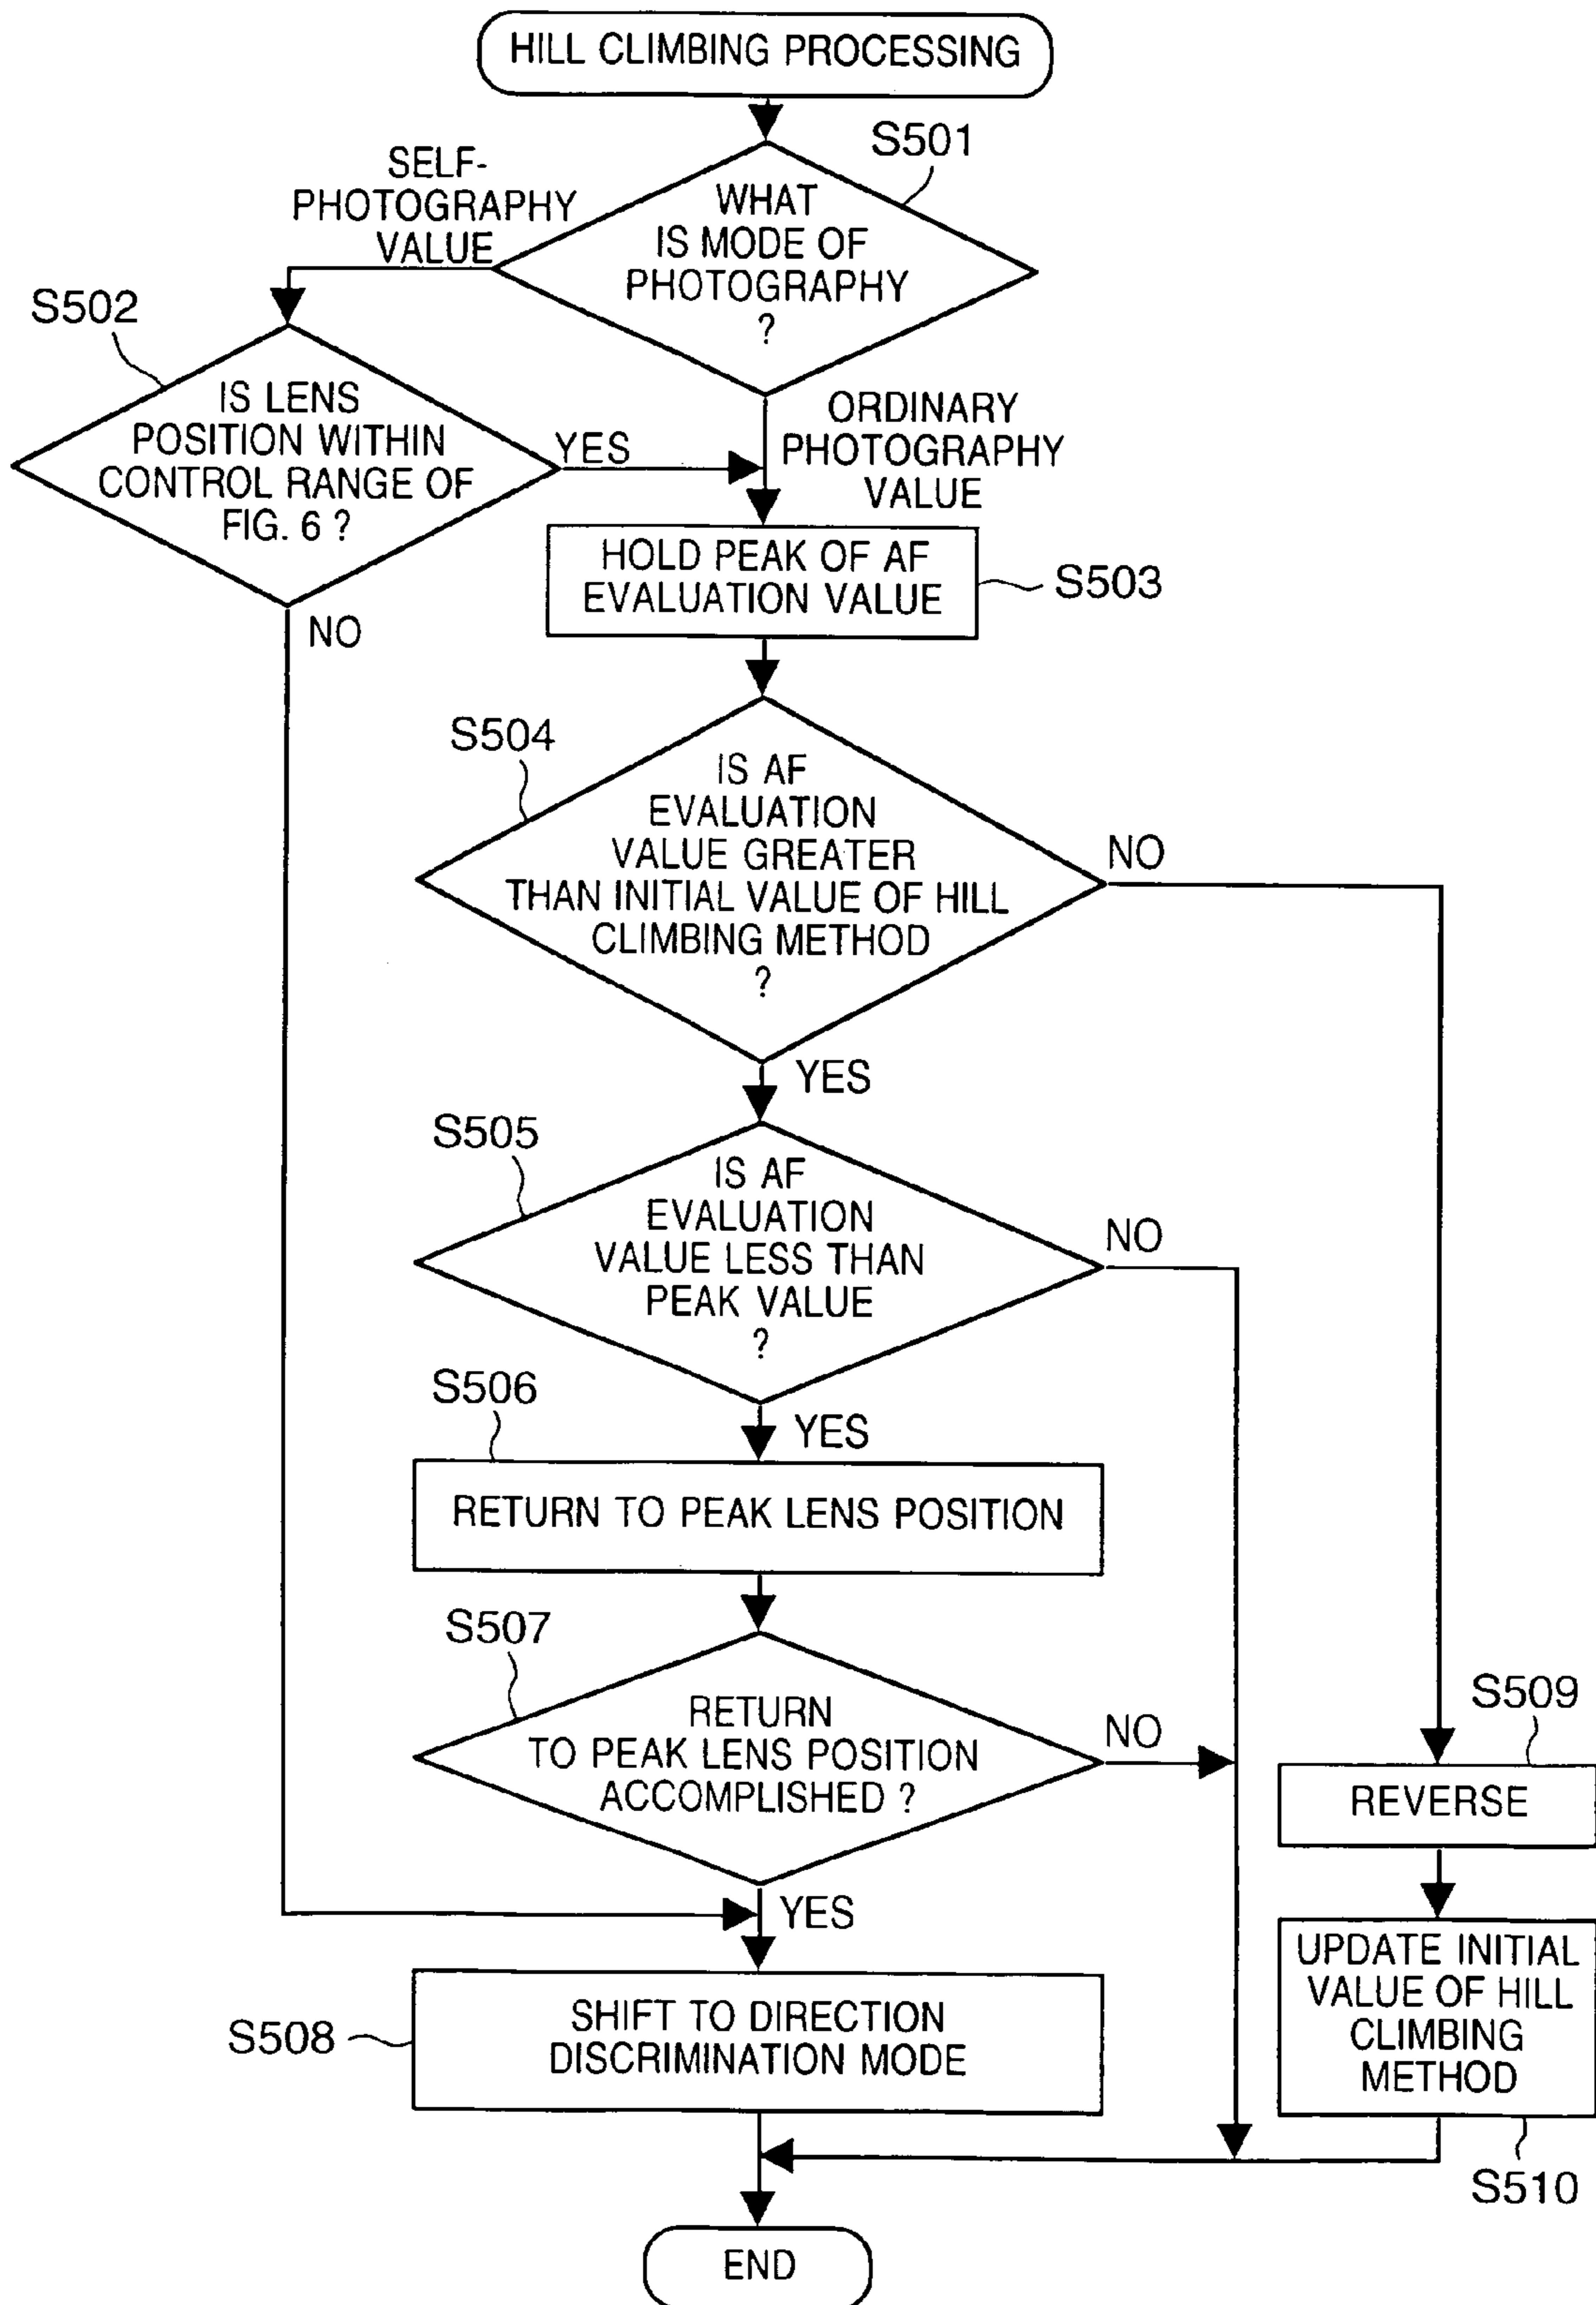 HILL CLIMBING PROCESSING
S501
SELF-
PHOTOGRAPHY
VALUE
WHAT
IS MODE OF
PHOTOGRAPHY
?
S502
IS LENS
POSITION WITHIN
CONTROL RANGE OF
FIG. 6 ?
YES
NO
ORDINARY
PHOTOGRAPHY
VALUE
HOLD PEAK OF AF
EVALUATION VALUE
S503
S504
IS AF
EVALUATION
VALUE GREATER
THAN INITIAL VALUE OF HILL
CLIMBING METHOD
?
NO
YES
S505
IS AF
EVALUATION
VALUE LESS THAN
PEAK VALUE
?
NO
YES
S506
RETURN TO PEAK LENS POSITION
S507
RETURN
TO PEAK LENS POSITION
ACCOMPLISHED ?
NO
YES
S508
SHIFT TO DIRECTION
DISCRIMINATION MODE
S509
REVERSE
UPDATE INITIAL
VALUE OF HILL
CLIMBING
METHOD
S510
END